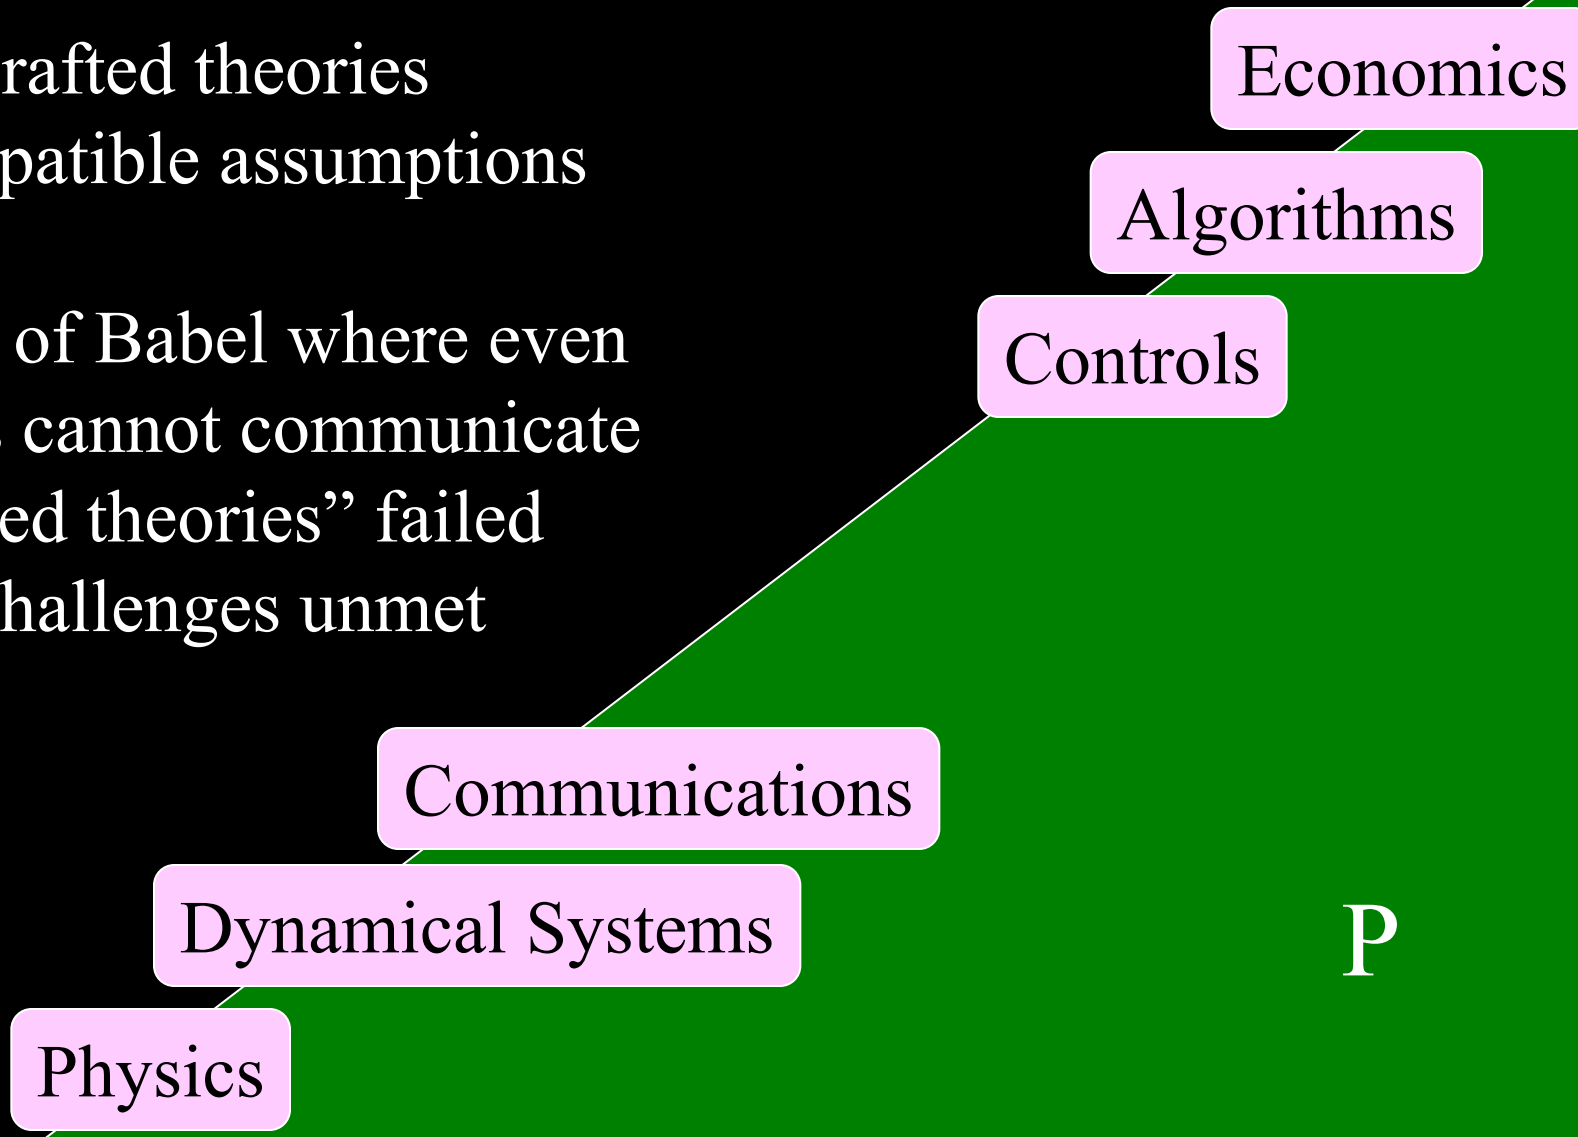 rafted theories
patible assumptions
of Babel where even
cannot communicate
ed theories” failed
hallenges unmet
Economics
Algorithms
Controls
Communications
Dynamical Systems
Physics
P